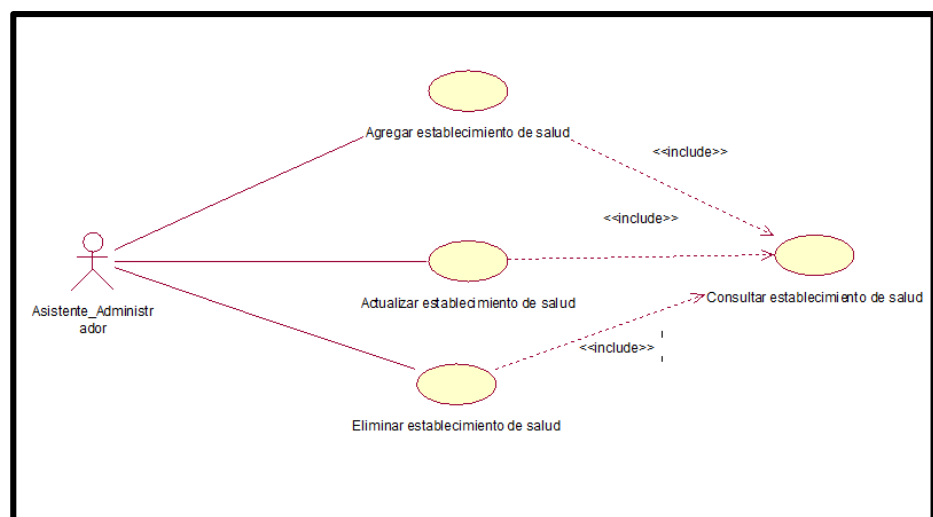 Agregar establecimiento de salud
<<include>>
<<include>>
Asistente_Administr
ador
Actualizar establecimiento de salud
Consultar establecimiento de salud
<<include>>
Eliminar establecimiento de salud